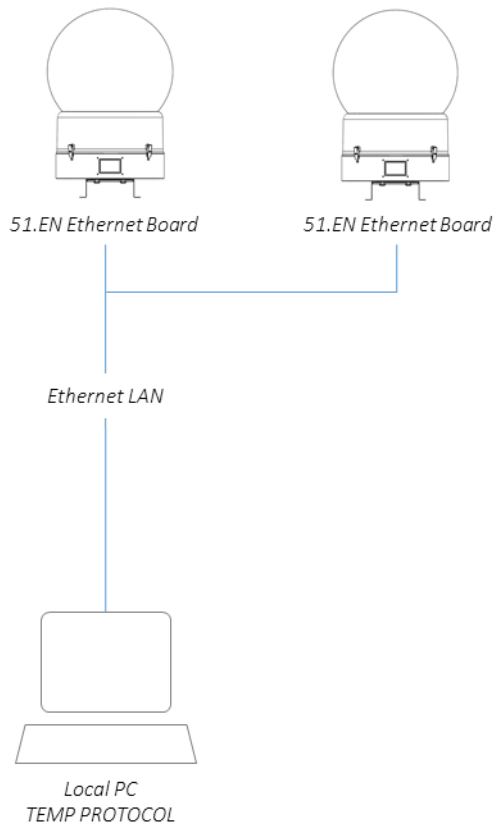 51.EN Ethernet Board
51.EN Ethernet Board
Ethernet LAN
Local PC
TEMP PROTOCOL